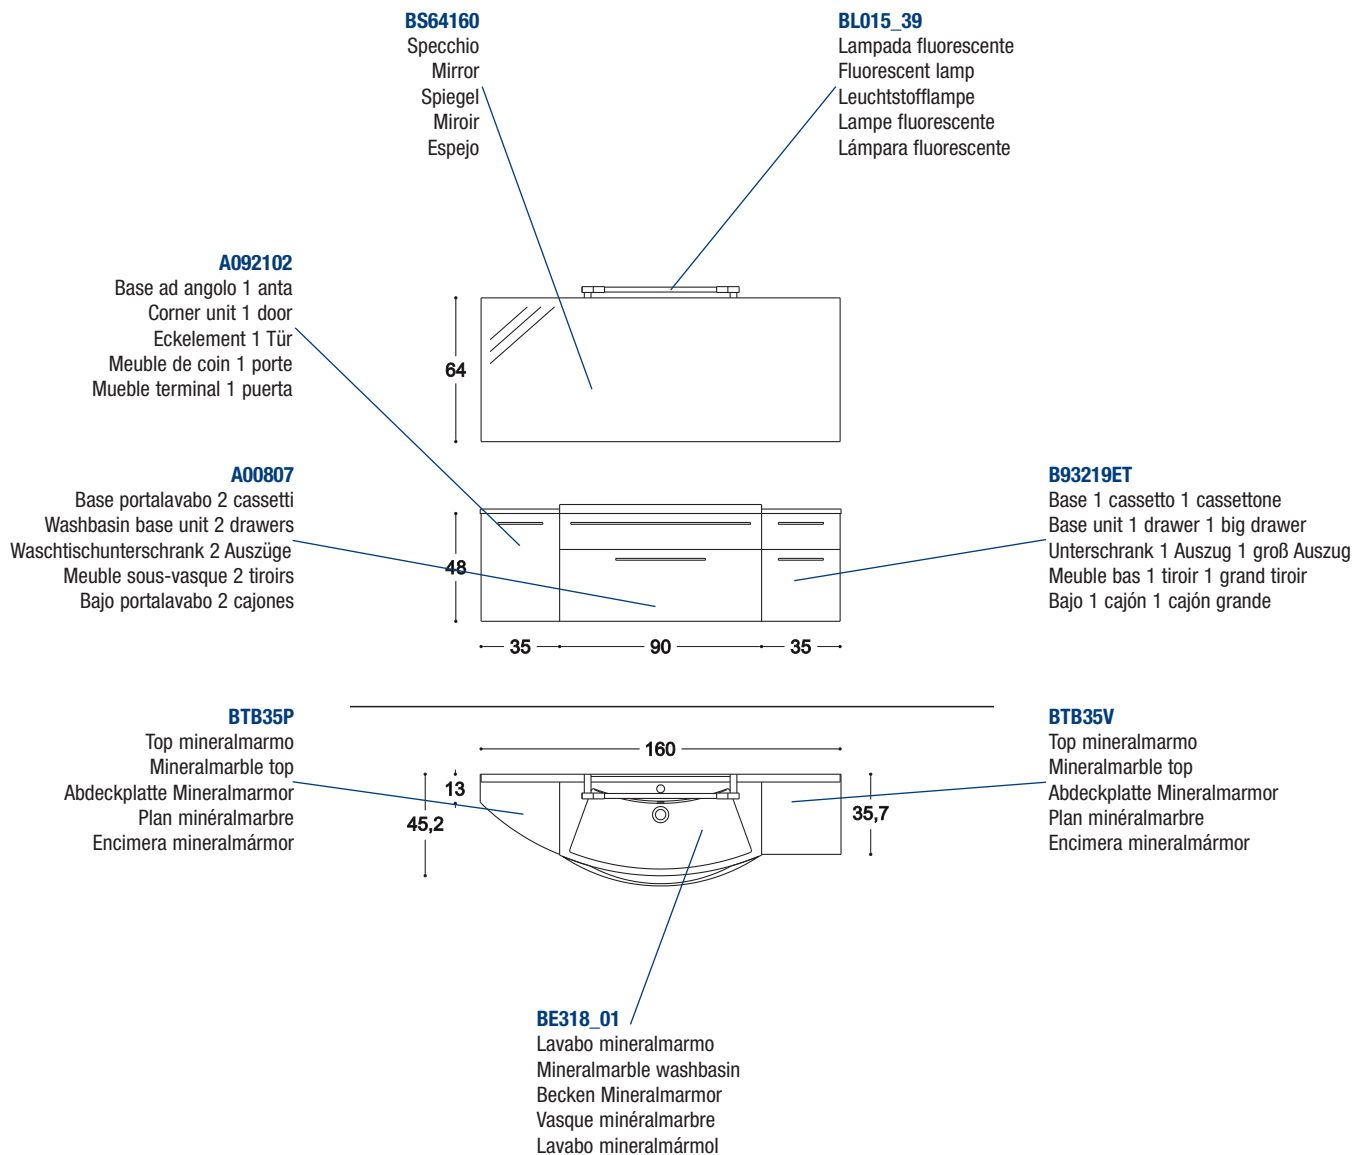 BS64160
Specchio
Mirror
Spiegel
Miroir
Espejo
BL015_39
Lampada fluorescente
Fluorescent lamp
Leuchtstofflampe
Lampe fluorescente
Lámpara fluorescente
A092102
Base ad angolo 1 anta
Corner unit 1 door
Eckelement 1 Tür
Meuble de coin 1 porte
Mueble terminal 1 puerta
64
A00807
Base portalavabo 2 cassetti
Washbasin base unit 2 drawers
Waschtischunterschrank 2 Auszüge
Meuble sous-vasque 2 tiroirs
Bajo portalavabo 2 cajones
48
35
90
35
B93219ET
Base 1 cassetto 1 cassettone
Base unit 1 drawer 1 big drawer
Unterschrank 1 Auszug 1 groß Auszug
Meuble bas 1 tiroir 1 grand tiroir
Bajo 1 cajón 1 cajón grande
BTB35P
Top mineralmarmo
Mineralmarble top
Abdeckplatte Mineralmarmor
Plan minéralmarbre
Encimera mineralmármor
160
13
45,2
35,7
BTB35V
Top mineralmarmo
Mineralmarble top
Abdeckplatte Mineralmarmor
Plan minéralmarbre
Encimera mineralmármor
BE318_01
Lavabo mineralmarmo
Mineralmarble washbasin
Becken Mineralmarmor
Vasque minéralmarbre
Lavabo mineralmármol